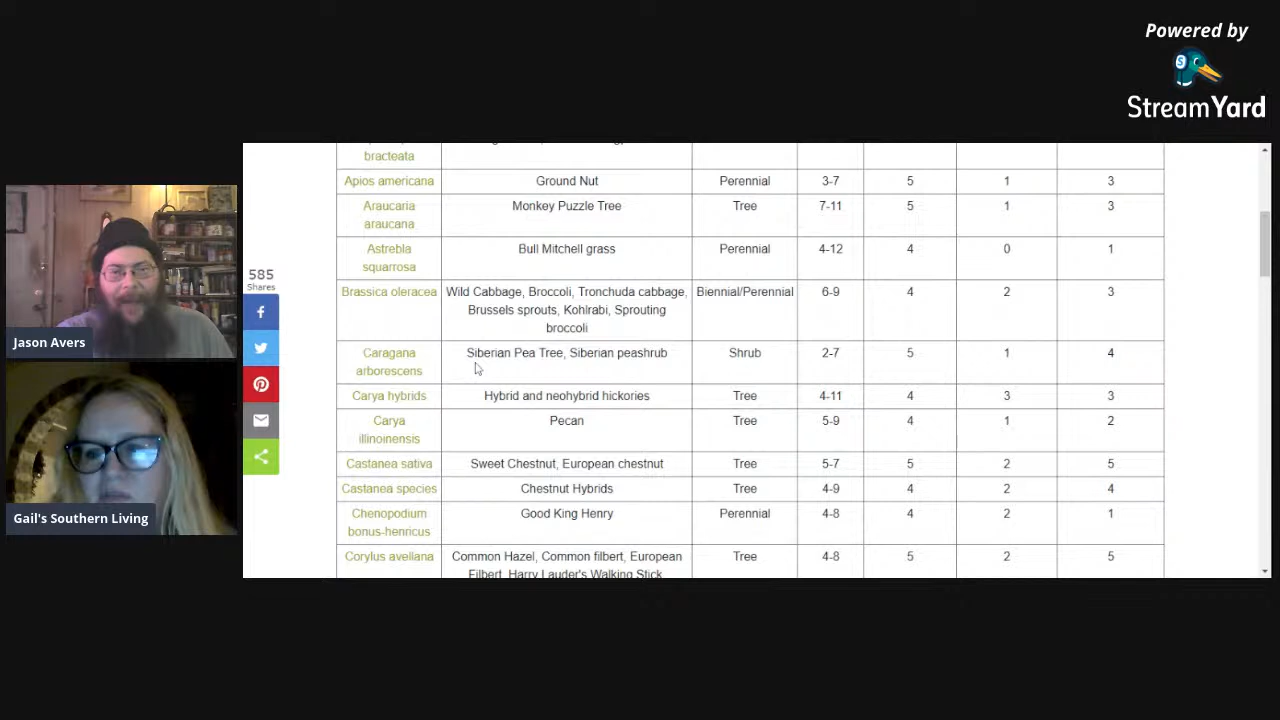 Powered by
StreamYard
bracteata
Apios americana Ground Nut Perennial 3-7 5 1 3
Araucaria araucana Monkey Puzzle Tree Tree 7-11 5 1 3
Astrebla squarrosa Bull Mitchell grass Perennial 4-12 4 0 1
Brassica oleracea Wild Cabbage, Broccoli, Tronchuda cabbage, Biennial/Perennial 6-9 4 2 3
Brussels sprouts, Kohlrabi, Sprouting
broccoli
Caragana arborescens Siberian Pea Tree, Siberian peashrub Shrub 2-7 5 1 4
Carya hybrids Hybrid and neohybrid hickories Tree 4-11 4 3 3
Carya illinoinensis Pecan Tree 5-9 4 1 2
Castanea sativa Sweet Chestnut, European chestnut Tree 5-7 5 2 5
Castanea species Chestnut Hybrids Tree 4-9 4 2 4
Chenopodium bonus-henricus Good King Henry Perennial 4-8 4 2 1
Corylus avellana Common Hazel, Common filbert, European Tree 4-8 5 2 5
Filbert, Harry Lauder's Walking Stick
585
Shares
Jason Avers
Gail's Southern Living